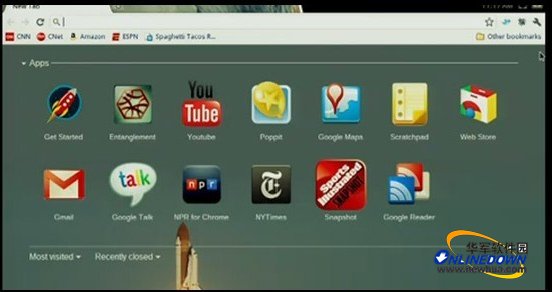 New Tab
CNN CNet Amazon ESPN Spaghetti Tacos R... Other bookmarks
Apps
You Tube
Get Started Entanglement Youtube Poppit Google Maps Scratchpad Web Store
talk npr Sports Illustrated SNAPSHOT
Gmail Google Talk NPR for Chrome NYTimes Snapshot Google Reader
Most visited Recently closed
华军软件园
ONLINEDOWN
www.newhua.com